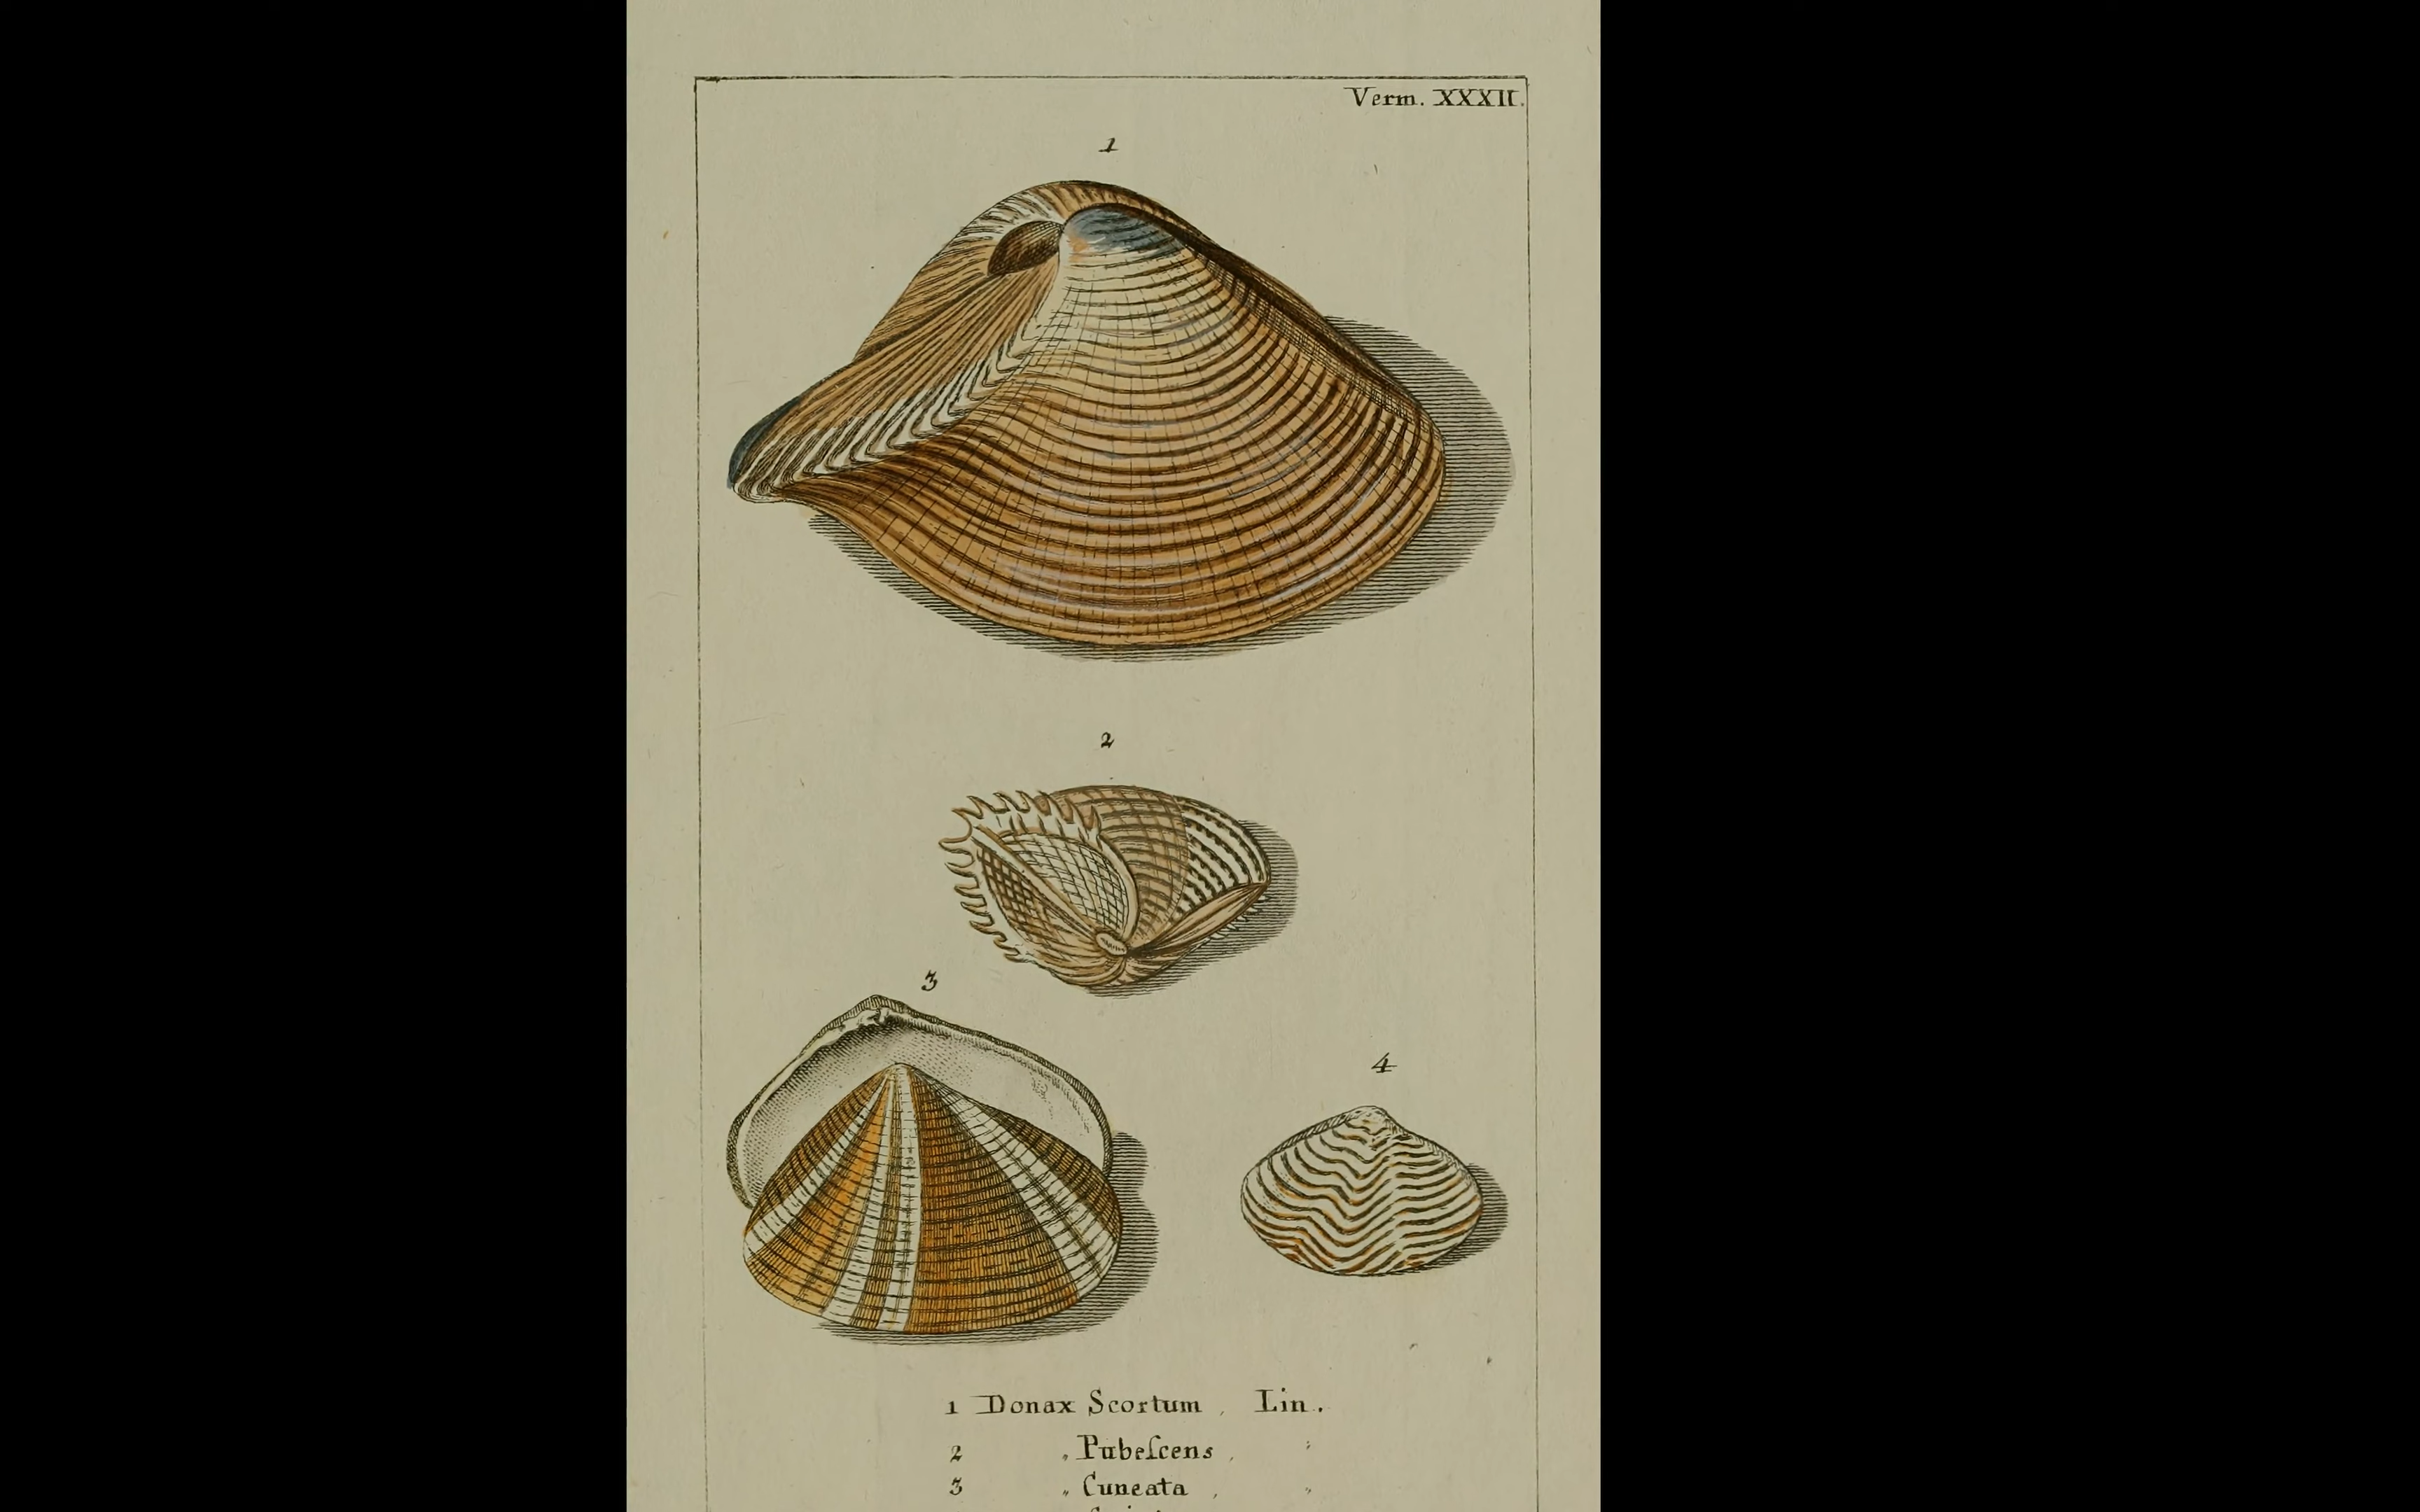 Verm. XXXII.
1
2
3
4
1 Donax Scortum, Lin.
2 „ Pubeſcens, „
3 „ Cuneata, „